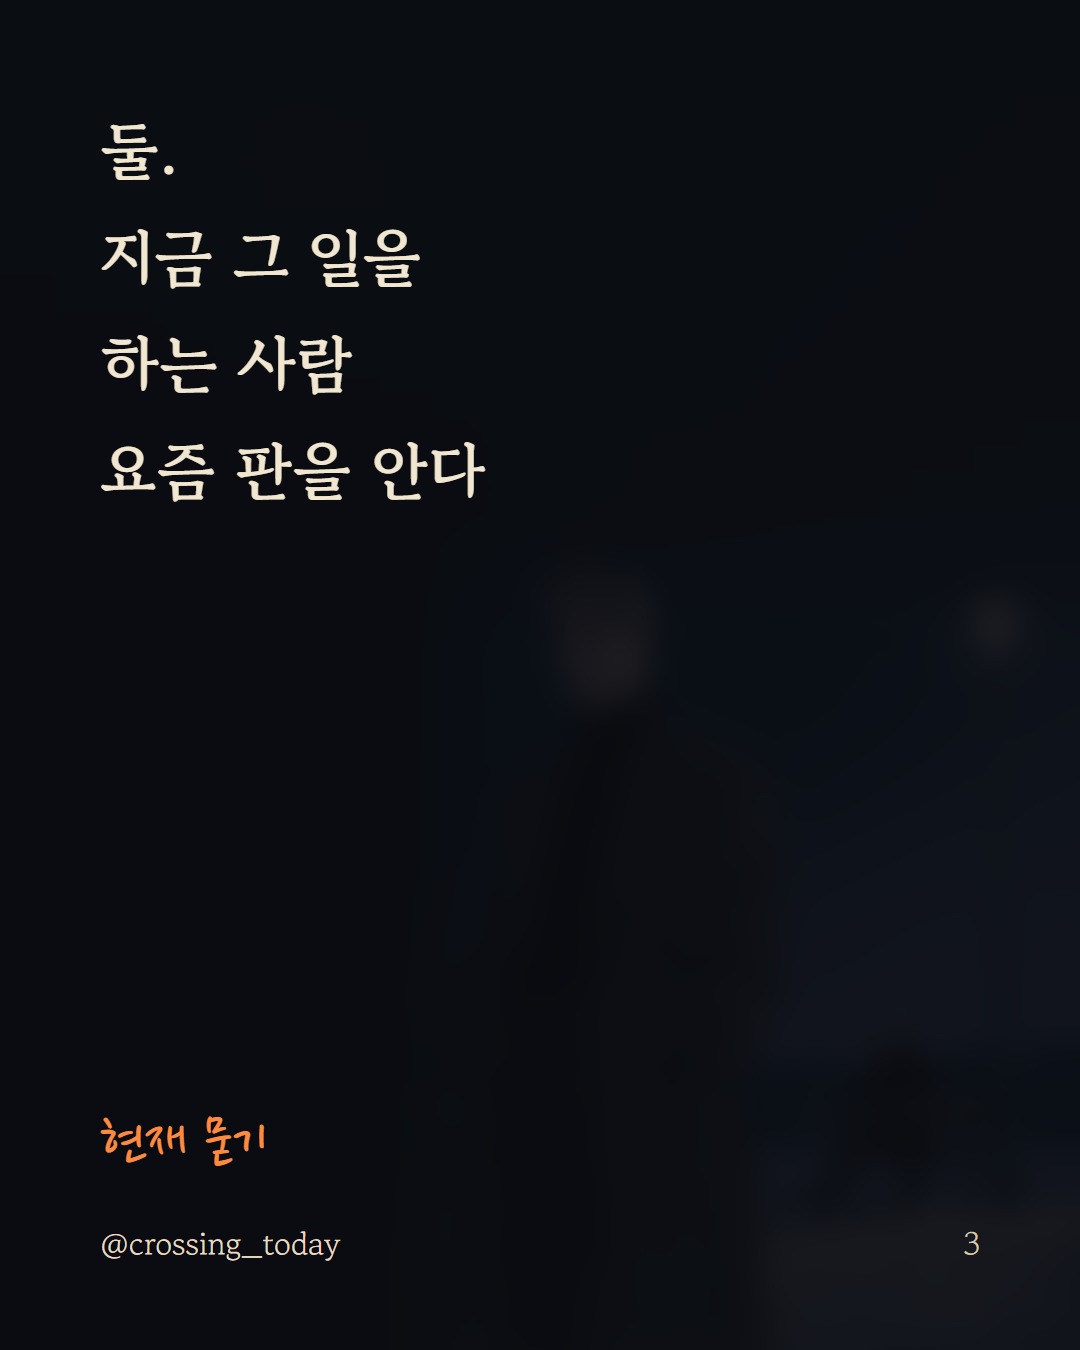 둘.
지금 그 일을
하는 사람
요즘 판을 안다
현재 묻기
@crossing_today
3